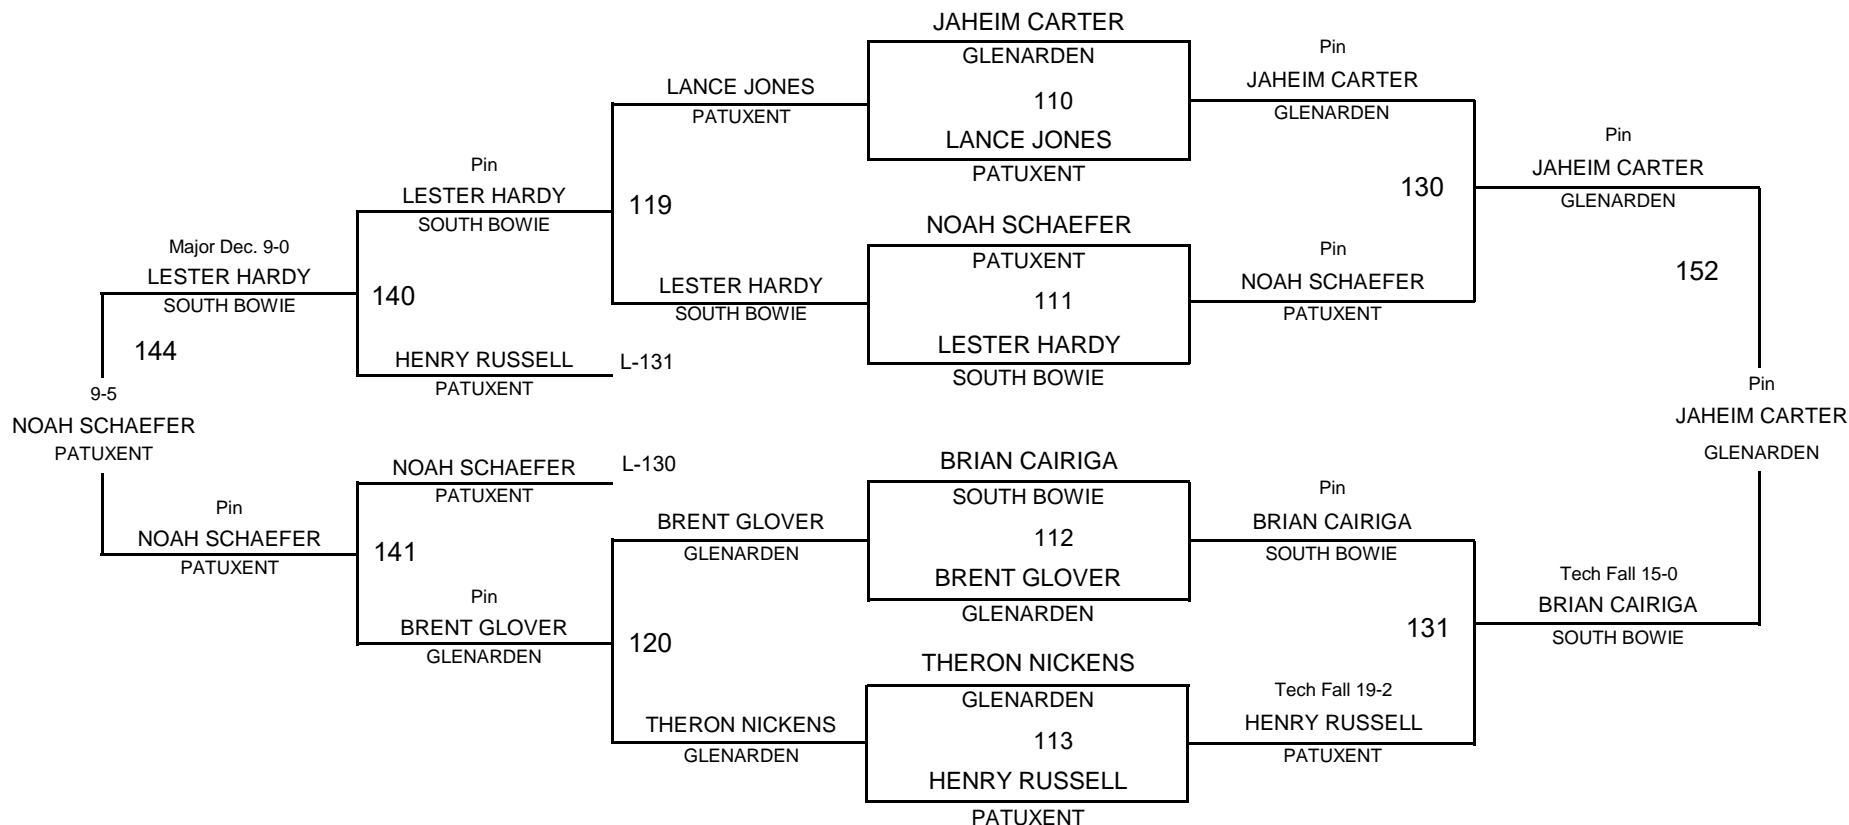 JAHEIM CARTER
GLENARDEN
110
LANCE JONES
PATUXENT
NOAH SCHAEFER
PATUXENT
111
LESTER HARDY
SOUTH BOWIE
BRIAN CAIRIGA
SOUTH BOWIE
112
BRENT GLOVER
GLENARDEN
THERON NICKENS
GLENARDEN
113
HENRY RUSSELL
PATUXENT
Pin
JAHEIM CARTER
GLENARDEN
130
Pin
NOAH SCHAEFER
PATUXENT
Pin
BRIAN CAIRIGA
SOUTH BOWIE
131
Tech Fall 19-2
HENRY RUSSELL
PATUXENT
Pin
JAHEIM CARTER
GLENARDEN
152
Tech Fall 15-0
BRIAN CAIRIGA
SOUTH BOWIE
Pin
JAHEIM CARTER
GLENARDEN
LANCE JONES
PATUXENT
119
LESTER HARDY
SOUTH BOWIE
BRENT GLOVER
GLENARDEN
120
THERON NICKENS
GLENARDEN
Pin
LESTER HARDY
SOUTH BOWIE
140
HENRY RUSSELL
L-131
PATUXENT
NOAH SCHAEFER
L-130
PATUXENT
141
Pin
BRENT GLOVER
GLENARDEN
Major Dec. 9-0
LESTER HARDY
SOUTH BOWIE
144
Pin
NOAH SCHAEFER
PATUXENT
9-5
NOAH SCHAEFER
PATUXENT